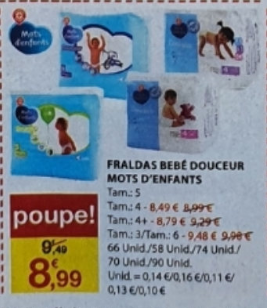 Mots
d'enfants
FRALDAS BEBÉ DOUCEUR
MOTS D'ENFANTS
Tam.: 5
Tam.: 4 - 8,49 € 8,99 €
Tam.: 4+ - 8,79 € 9,29 €
Tam.: 3/Tam.: 6 - 9,48 € 9,98 €
66 Unid./58 Unid./74 Unid./
70 Unid./90 Unid.
Unid. = 0,14 €/0,16 €/0,11 €/
0,13 €/0,10 €
poupe!
9,49
8,99
€